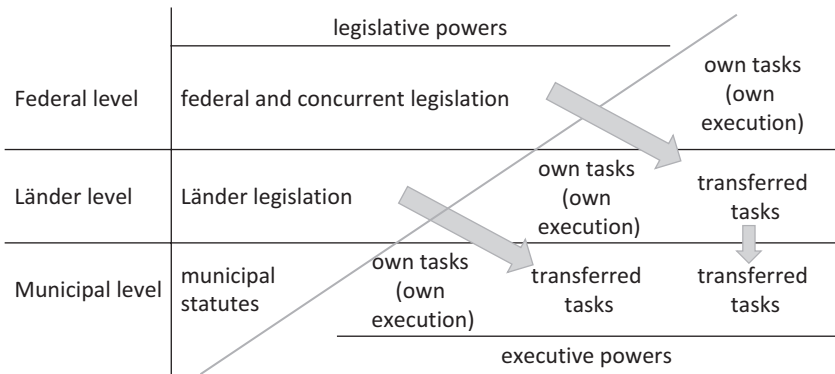 legislative powers
Federal level
federal and concurrent legislation
own tasks
(own
execution)
Länder level
Länder legislation
own tasks
(own
execution)
transferred
tasks
Municipal level
municipal
statutes
own tasks
(own
execution)
transferred
tasks
transferred
tasks
executive powers